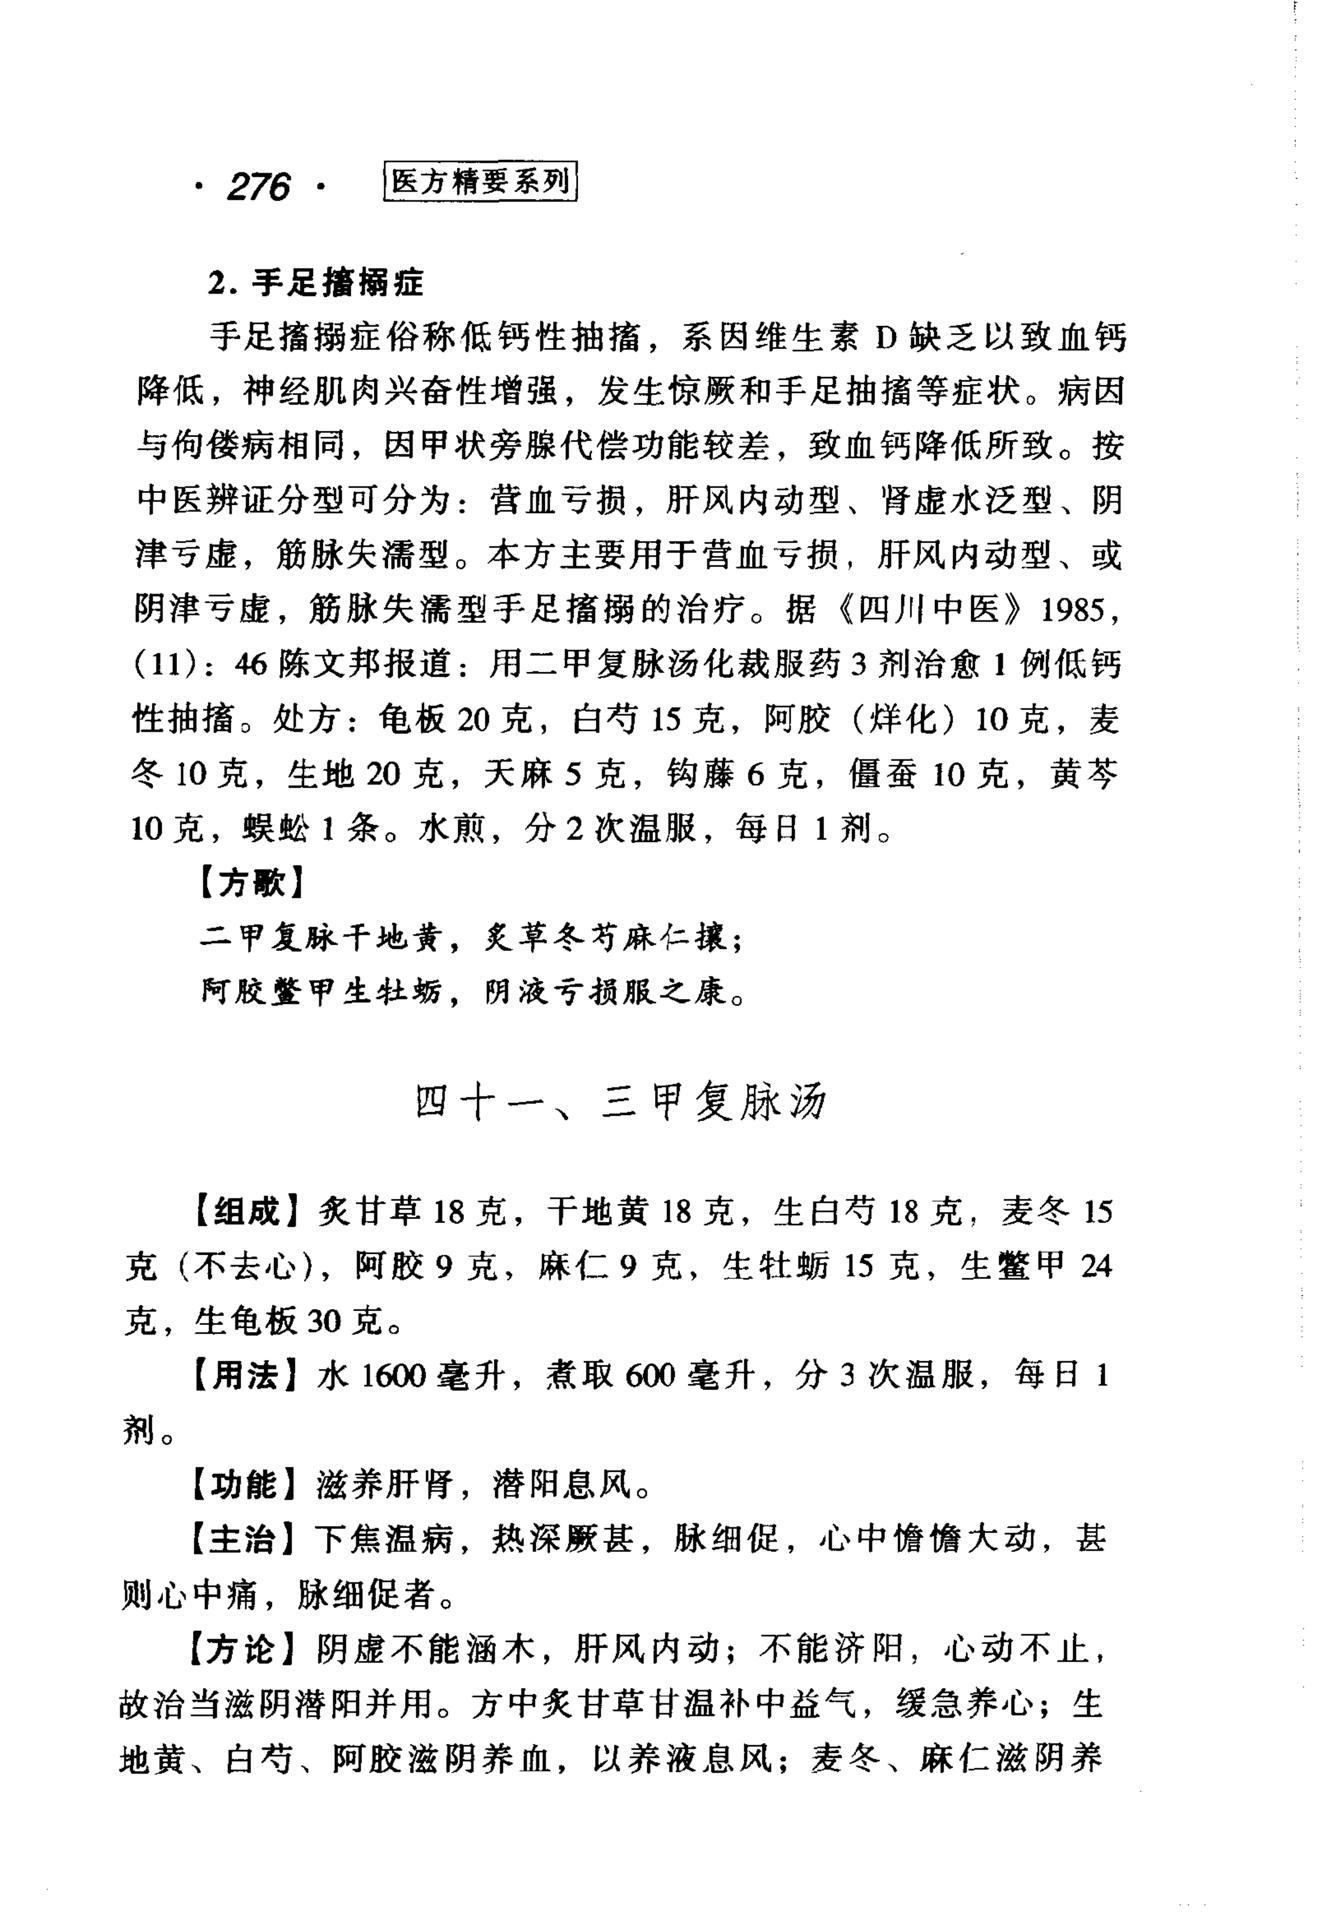 · 276 · 医方精要系列
2. 手足搐搦症
手足搐搦症俗称低钙性抽搐，系因维生素 D 缺乏以致血钙
降低，神经肌肉兴奋性增强，发生惊厥和手足抽搐等症状。病因
与佝偻病相同，因甲状旁腺代偿功能较差，致血钙降低所致。按
中医辨证分型可分为：营血亏损，肝风内动型、肾虚水泛型、阴
津亏虚，筋脉失濡型。本方主要用于营血亏损，肝风内动型、或
阴津亏虚，筋脉失濡型手足搐搦的治疗。据《四川中医》1985，
(11)：46 陈文邦报道：用二甲复脉汤化裁服药 3 剂治愈 1 例低钙
性抽搐。处方：龟板 20 克，白芍 15 克，阿胶（烊化）10 克，麦
冬 10 克，生地 20 克，天麻 5 克，钩藤 6 克，僵蚕 10 克，黄芩
10 克，蜈蚣 1 条。水煎，分 2 次温服，每日 1 剂。
【方歌】
二甲复脉干地黄，炙草冬芍麻仁攘；
阿胶鳖甲生牡蛎，阴液亏损服之康。
四十一、三甲复脉汤
【组成】炙甘草 18 克，干地黄 18 克，生白芍 18 克，麦冬 15
克（不去心），阿胶 9 克，麻仁 9 克，生牡蛎 15 克，生鳖甲 24
克，生龟板 30 克。
【用法】水 1600 毫升，煮取 600 毫升，分 3 次温服，每日 1
剂。
【功能】滋养肝肾，潜阳息风。
【主治】下焦温病，热深厥甚，脉细促，心中憺憺大动，甚
则心中痛，脉细促者。
【方论】阴虚不能涵木，肝风内动；不能济阳，心动不止，
故治当滋阴潜阳并用。方中炙甘草甘温补中益气，缓急养心；生
地黄、白芍、阿胶滋阴养血，以养液息风；麦冬、麻仁滋阴养